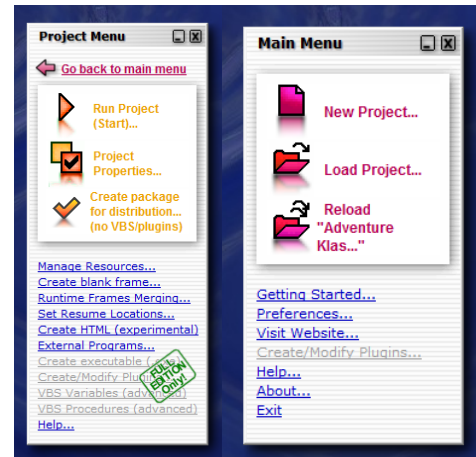 Project Menu
Go back to main menu
Run Project
(Start)...
Project
Properties...
Create package
for distribution...
(no VBS/plugins)
Manage Resources...
Create blank frame...
Runtime Frames Merging...
Set Resume Locations...
Create HTML (experimental)
External Programs...
Create executable (.exe)
Create/Modify Plugins...
VBS Variables (advanced)
VBS Procedures (advanced)
Help...
FULL
EDITION
Only!
Main Menu
New Project...
Load Project...
Reload
"Adventure
Klas..."
Getting Started...
Preferences...
Visit Website...
Create/Modify Plugins...
Help...
About...
Exit